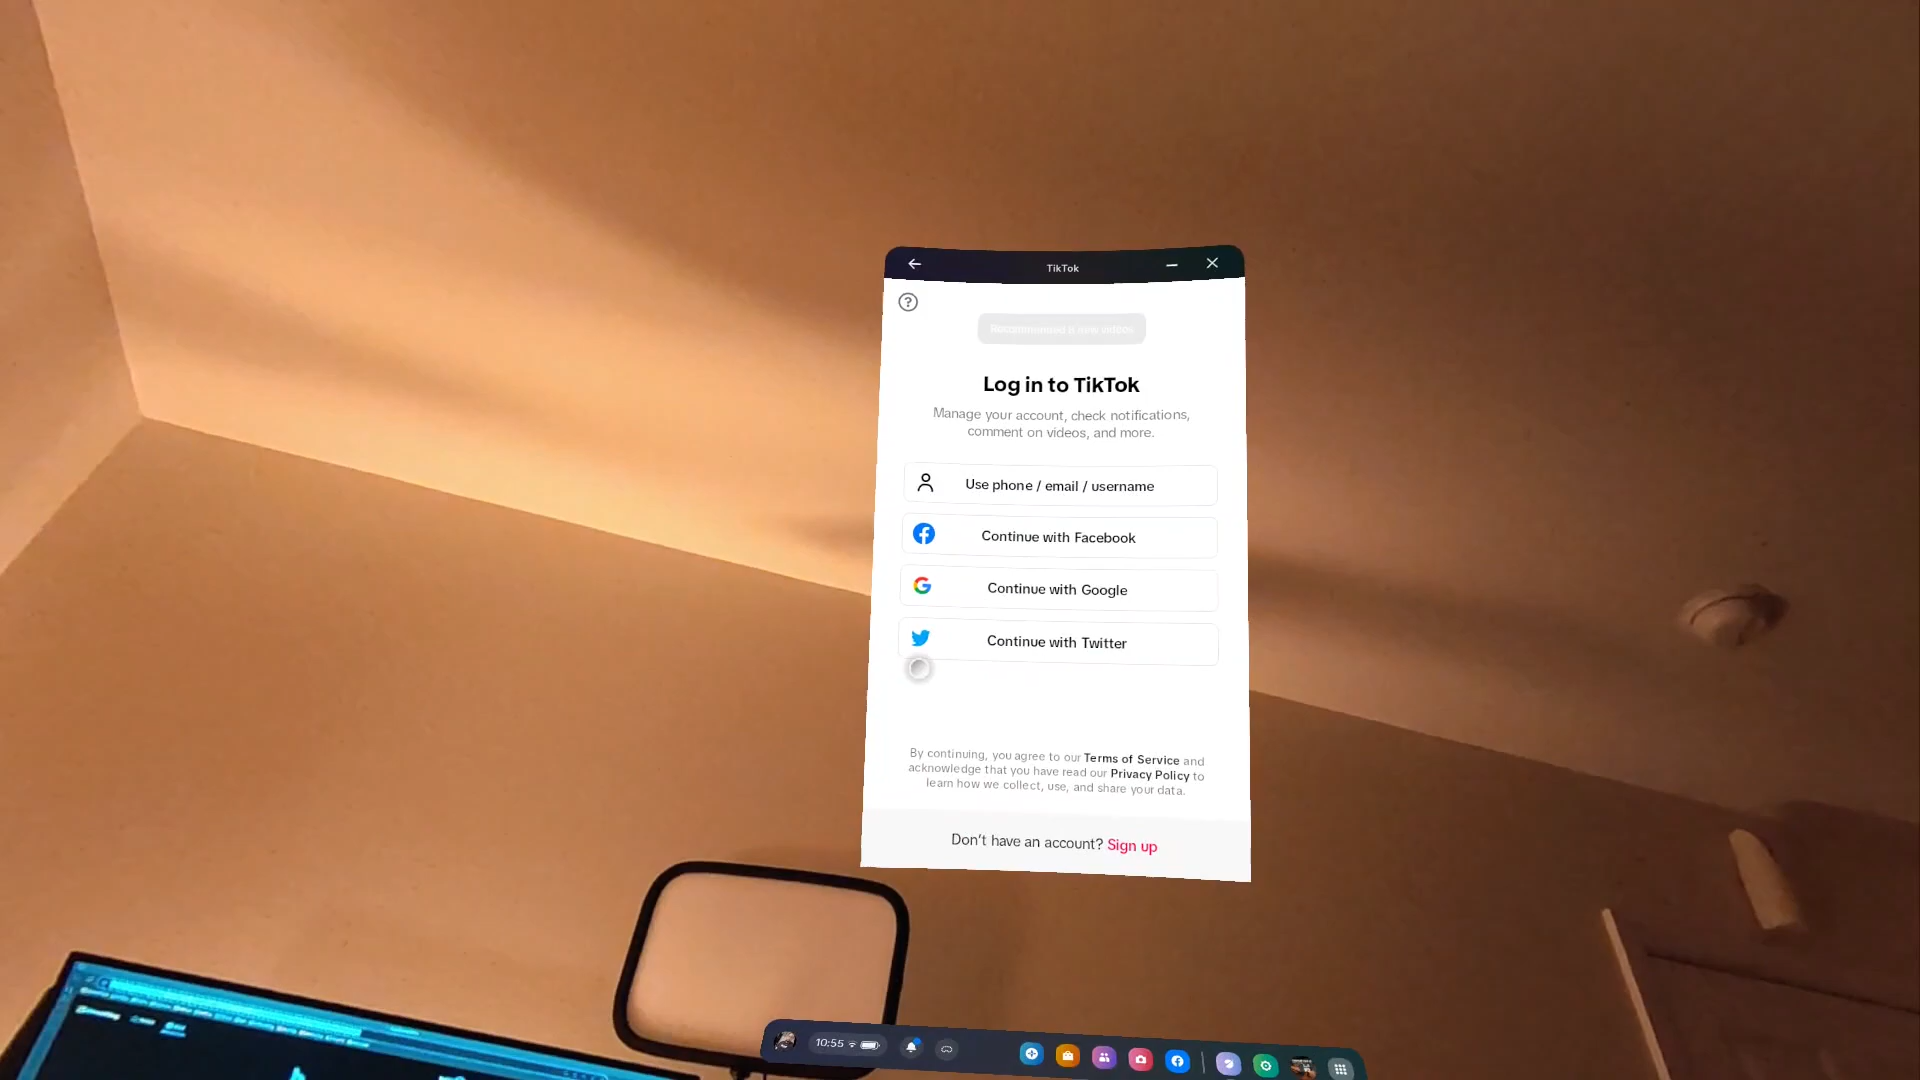 TikTok
Recommended new videos
Log in to TikTok
Manage your account, check notifications,
comment on videos, and more.
Use phone / email / username
Continue with Facebook
Continue with Google
Continue with Twitter
By continuing, you agree to our Terms of Service and
acknowledge that you have read our Privacy Policy to
learn how we collect, use, and share your data.
Don't have an account? Sign up
10:55